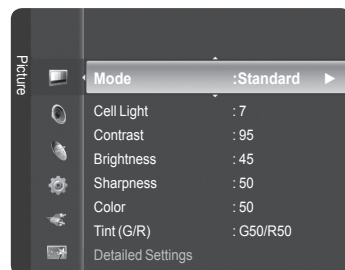 Picture
Mode :Standard
Cell Light : 7
Contrast : 95
Brightness : 45
Sharpness : 50
Color : 50
Tint (G/R) : G50/R50
Detailed Settings